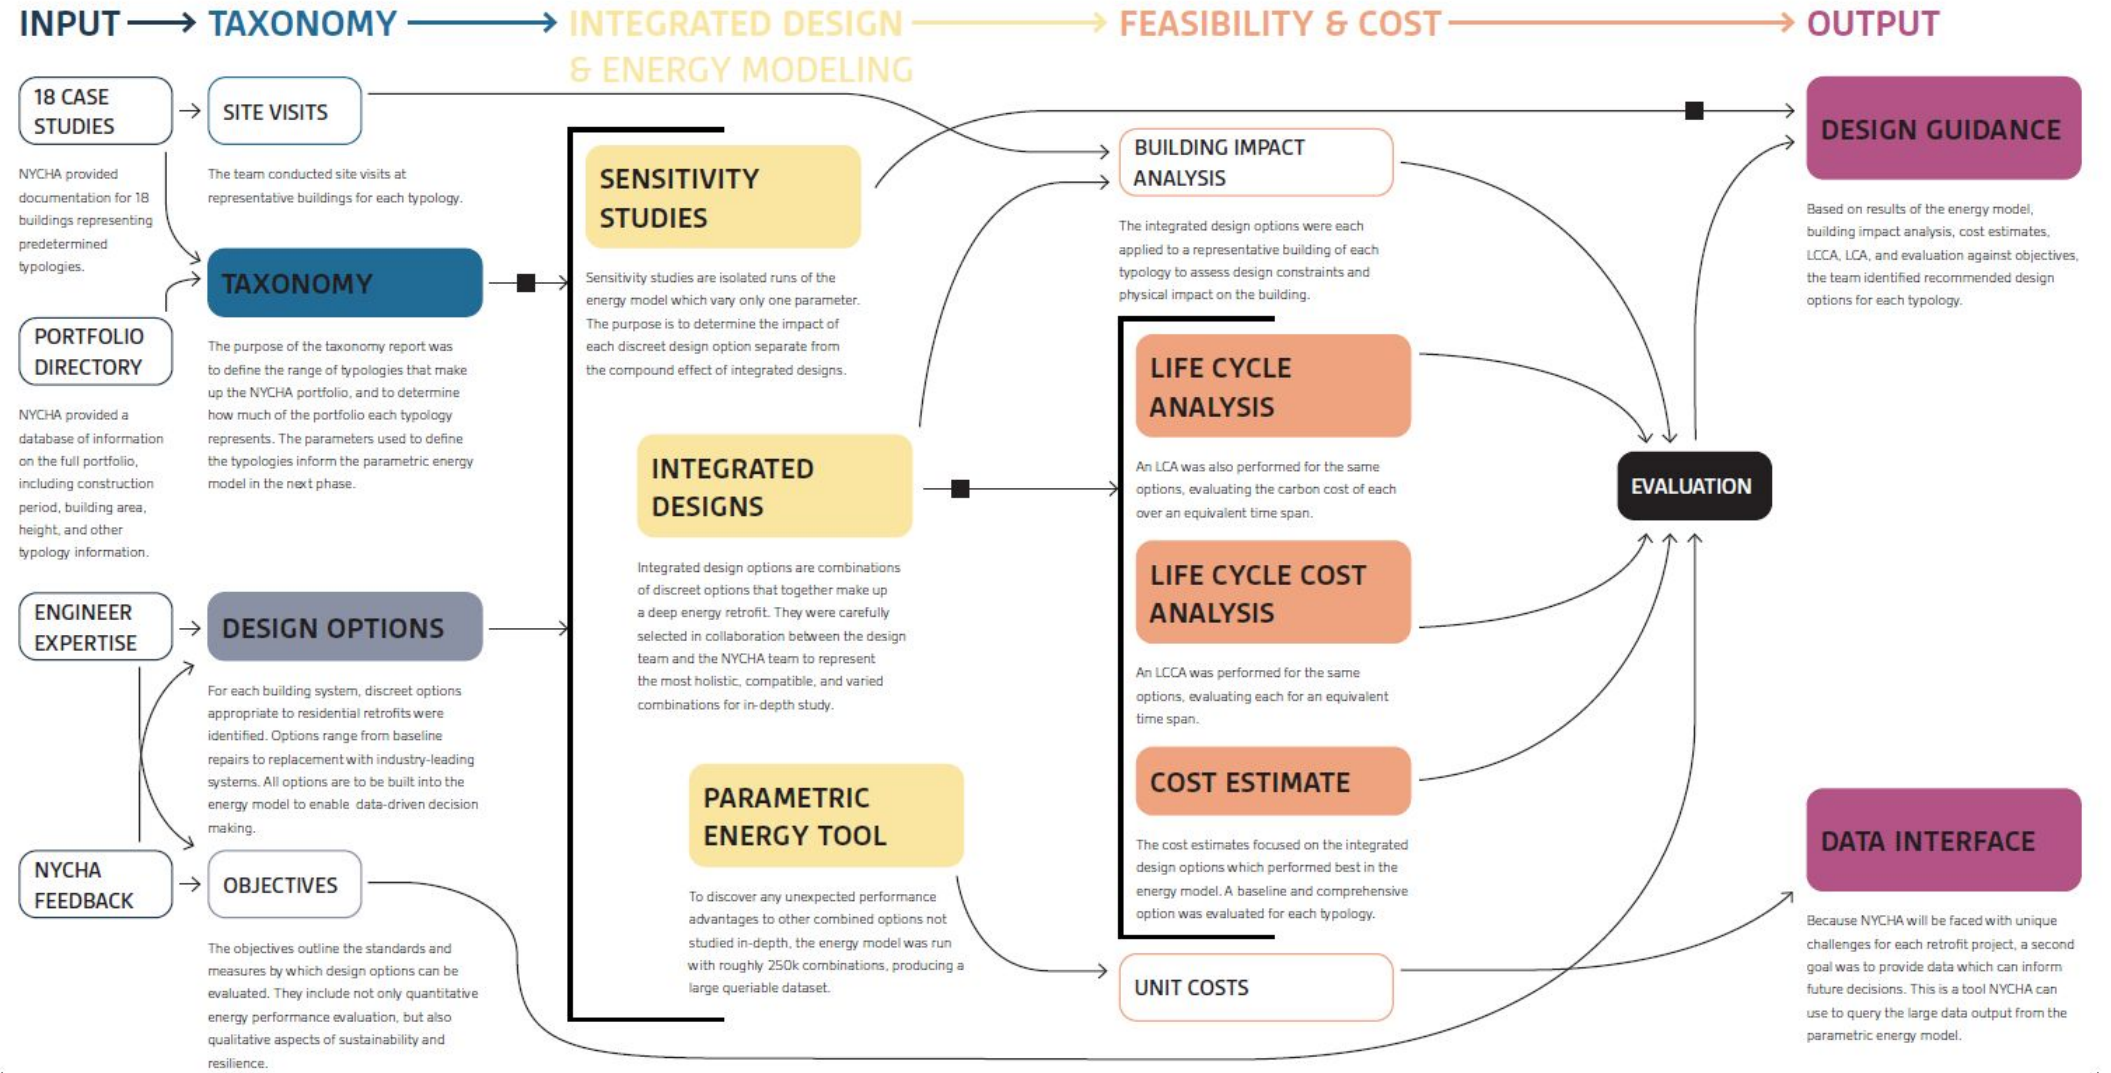 INPUT
TAXONOMY
INTEGRATED DESIGN
& ENERGY MODELING
FEASIBILITY & COST
OUTPUT
18 CASE
STUDIES
NYCHA provided
documentation for 18
buildings representing
predetermined
typologies.
PORTFOLIO
DIRECTORY
NYCHA provided a
database of information
on the full portfolio,
including construction
period, building area,
height, and other
typology information.
ENGINEER
EXPERTISE
NYCHA
FEEDBACK
SITE VISITS
The team conducted site visits at
representative buildings for each typology.
TAXONOMY
The purpose of the taxonomy report was
to define the range of typologies that make
up the NYCHA portfolio, and to determine
how much of the portfolio each typology
represents. The parameters used to define
the typologies inform the parametric energy
model in the next phase.
DESIGN OPTIONS
For each building system, discreet options
appropriate to residential retrofits were
identified. Options range from baseline
repairs to replacement with industry-leading
systems. All options are to be built into the
energy model to enable data-driven decision
making.
OBJECTIVES
The objectives outline the standards and
measures by which design options can be
evaluated. They include not only quantitative
energy performance evaluation, but also
qualitative aspects of sustainability and
resilience.
SENSITIVITY
STUDIES
Sensitivity studies are isolated runs of the
energy model which vary only one parameter.
The purpose is to determine the impact of
each discreet design option separate from
the compound effect of integrated designs.
INTEGRATED
DESIGNS
Integrated design options are combinations
of discreet options that together make up
a deep energy retrofit. They were carefully
selected in collaboration between the design
team and the NYCHA team to represent
the most holistic, compatible, and varied
combinations for in-depth study.
PARAMETRIC
ENERGY TOOL
To discover any unexpected performance
advantages to other combined options not
studied in-depth, the energy model was run
with roughly 250k combinations, producing a
large queriable dataset.
BUILDING IMPACT
ANALYSIS
The integrated design options were each
applied to a representative building of each
typology to assess design constraints and
physical impact on the building.
LIFE CYCLE
ANALYSIS
An LCA was also performed for the same
options, evaluating the carbon cost of each
over an equivalent time span.
LIFE CYCLE COST
ANALYSIS
An LCCA was performed for the same
options, evaluating each for an equivalent
time span.
COST ESTIMATE
The cost estimates focused on the integrated
design options which performed best in the
energy model. A baseline and comprehensive
option was evaluated for each typology.
UNIT COSTS
EVALUATION
DESIGN GUIDANCE
Based on results of the energy model,
building impact analysis, cost estimates,
LCCA, LCA, and evaluation against objectives,
the team identified recommended design
options for each typology.
DATA INTERFACE
Because NYCHA will be faced with unique
challenges for each retrofit project, a second
goal was to provide data which can inform
future decisions. This is a tool NYCHA can
use to query the large data output from the
parametric energy model.